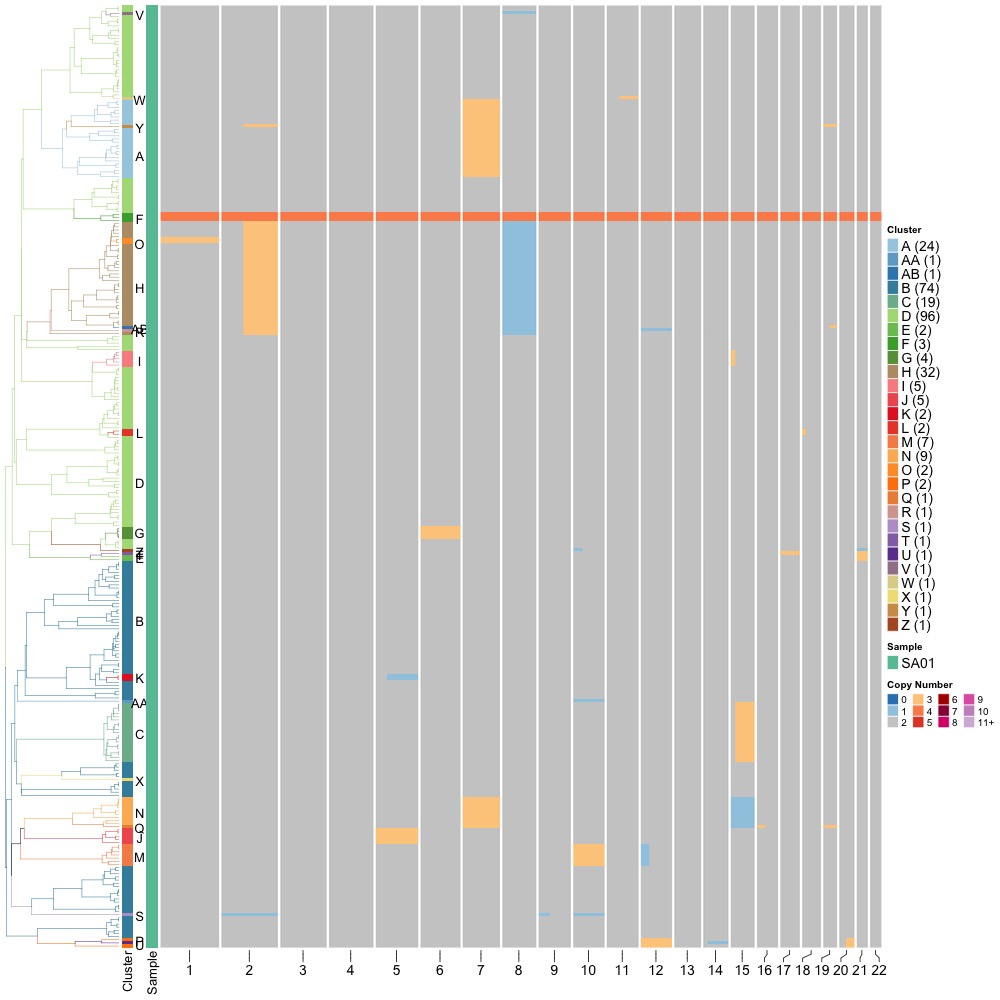 V
W
Y
A
F
O
H
I
L
D
G
Z
E
B
K
AA
C
X
N
Q
J
M
S
Cluster
A (24)
AA (1)
AB (1)
B (74)
C (19)
D (96)
E (2)
F (3)
G (4)
H (32)
I (5)
J (5)
K (2)
L (2)
M (7)
N (9)
O (2)
P (2)
Q (1)
R (1)
S (1)
T (1)
U (1)
V (1)
W (1)
X (1)
Y (1)
Z (1)
Sample
SA01
Copy Number
0 3 6 9
1 4 7 10
2 5 8 11+
Cluster
Sample
1 2 3 4 5 6 7 8 9 10 11 12 13 14 15 16 17 18 19 20 21 22